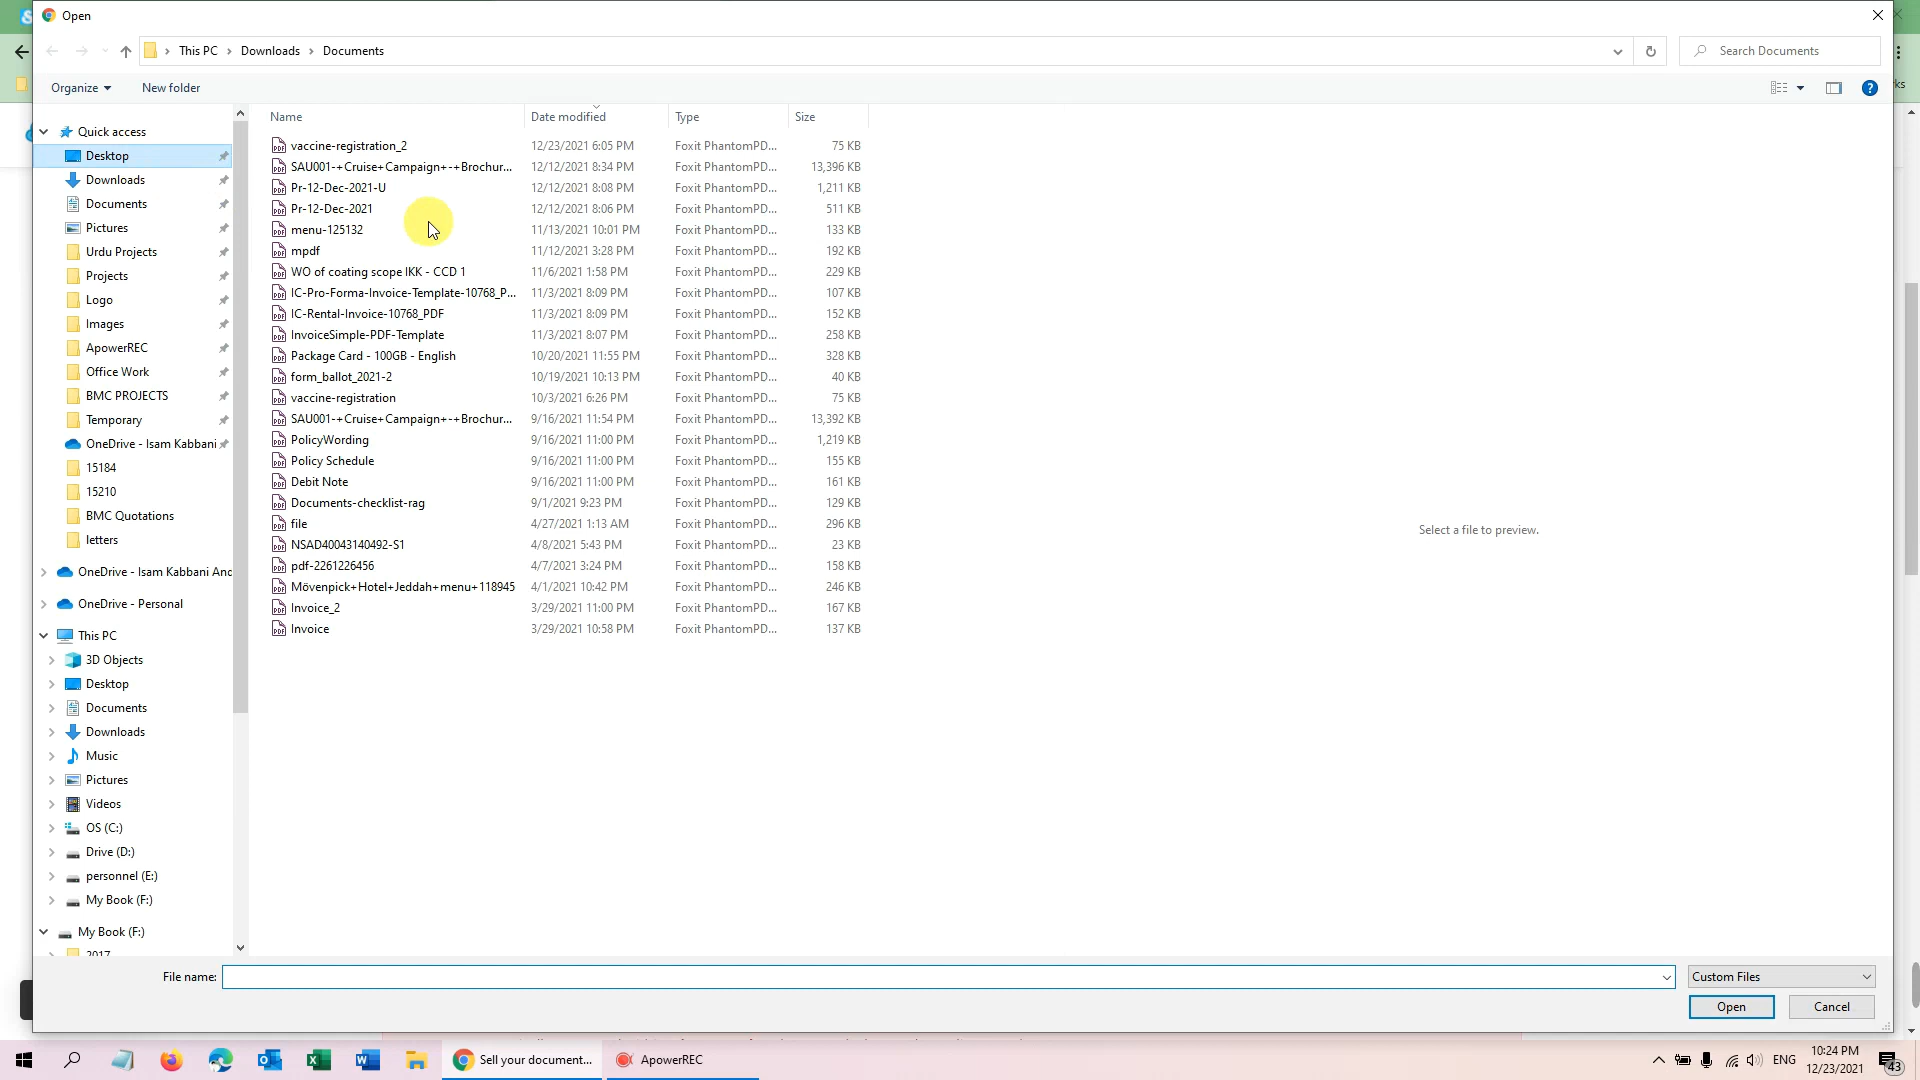 Open
This PC > Downloads > Documents
Search Documents
Organize
New folder
Name Date modified Type Size
vaccine-registration_2 12/23/2021 6:05 PM Foxit PhantomPD... 75 KB
SAU001-+Cruise+Campaign+-+Brochur... 12/12/2021 8:34 PM Foxit PhantomPD... 13,396 KB
Pr-12-Dec-2021-U 12/12/2021 8:08 PM Foxit PhantomPD... 1,211 KB
Pr-12-Dec-2021 12/12/2021 8:06 PM Foxit PhantomPD... 511 KB
menu-125132 11/13/2021 10:01 PM Foxit PhantomPD... 133 KB
mpdf 11/12/2021 3:28 PM Foxit PhantomPD... 192 KB
WO of coating scope IKK - CCD 1 11/6/2021 1:58 PM Foxit PhantomPD... 229 KB
IC-Pro-Forma-Invoice-Template-10768_P... 11/3/2021 8:09 PM Foxit PhantomPD... 107 KB
IC-Rental-Invoice-10768_PDF 11/3/2021 8:09 PM Foxit PhantomPD... 152 KB
InvoiceSimple-PDF-Template 11/3/2021 8:07 PM Foxit PhantomPD... 258 KB
Package Card - 100GB - English 10/20/2021 11:55 PM Foxit PhantomPD... 328 KB
form_ballot_2021-2 10/19/2021 10:13 PM Foxit PhantomPD... 40 KB
vaccine-registration 10/3/2021 6:26 PM Foxit PhantomPD... 75 KB
SAU001-+Cruise+Campaign+-+Brochur... 9/16/2021 11:54 PM Foxit PhantomPD... 13,392 KB
PolicyWording 9/16/2021 11:00 PM Foxit PhantomPD... 1,219 KB
Policy Schedule 9/16/2021 11:00 PM Foxit PhantomPD... 155 KB
Debit Note 9/16/2021 11:00 PM Foxit PhantomPD... 161 KB
Documents-checklist-rag 9/1/2021 9:23 PM Foxit PhantomPD... 129 KB
file 4/27/2021 1:13 AM Foxit PhantomPD... 296 KB
NSAD40043140492-S1 4/8/2021 5:43 PM Foxit PhantomPD... 23 KB
pdf-2261226456 4/7/2021 3:24 PM Foxit PhantomPD... 158 KB
Mövenpick+Hotel+Jeddah+menu+118945 4/1/2021 10:42 PM Foxit PhantomPD... 246 KB
Invoice_2 3/29/2021 11:00 PM Foxit PhantomPD... 167 KB
Invoice 3/29/2021 10:58 PM Foxit PhantomPD... 137 KB
Quick access
Desktop
Downloads
Documents
Pictures
Urdu Projects
Projects
Logo
Images
ApowerREC
Office Work
BMC PROJECTS
Temporary
OneDrive - Isam Kabbani
15184
15210
BMC Quotations
letters
OneDrive - Isam Kabbani Anc
OneDrive - Personal
This PC
3D Objects
Desktop
Documents
Downloads
Music
Pictures
Videos
OS (C:)
Drive (D:)
personnel (E:)
My Book (F:)
My Book (F:)
2017
Select a file to preview.
File name:
Custom Files
Open
Cancel
Sell your document...
ApowerREC
ENG
10:24 PM
12/23/2021
43